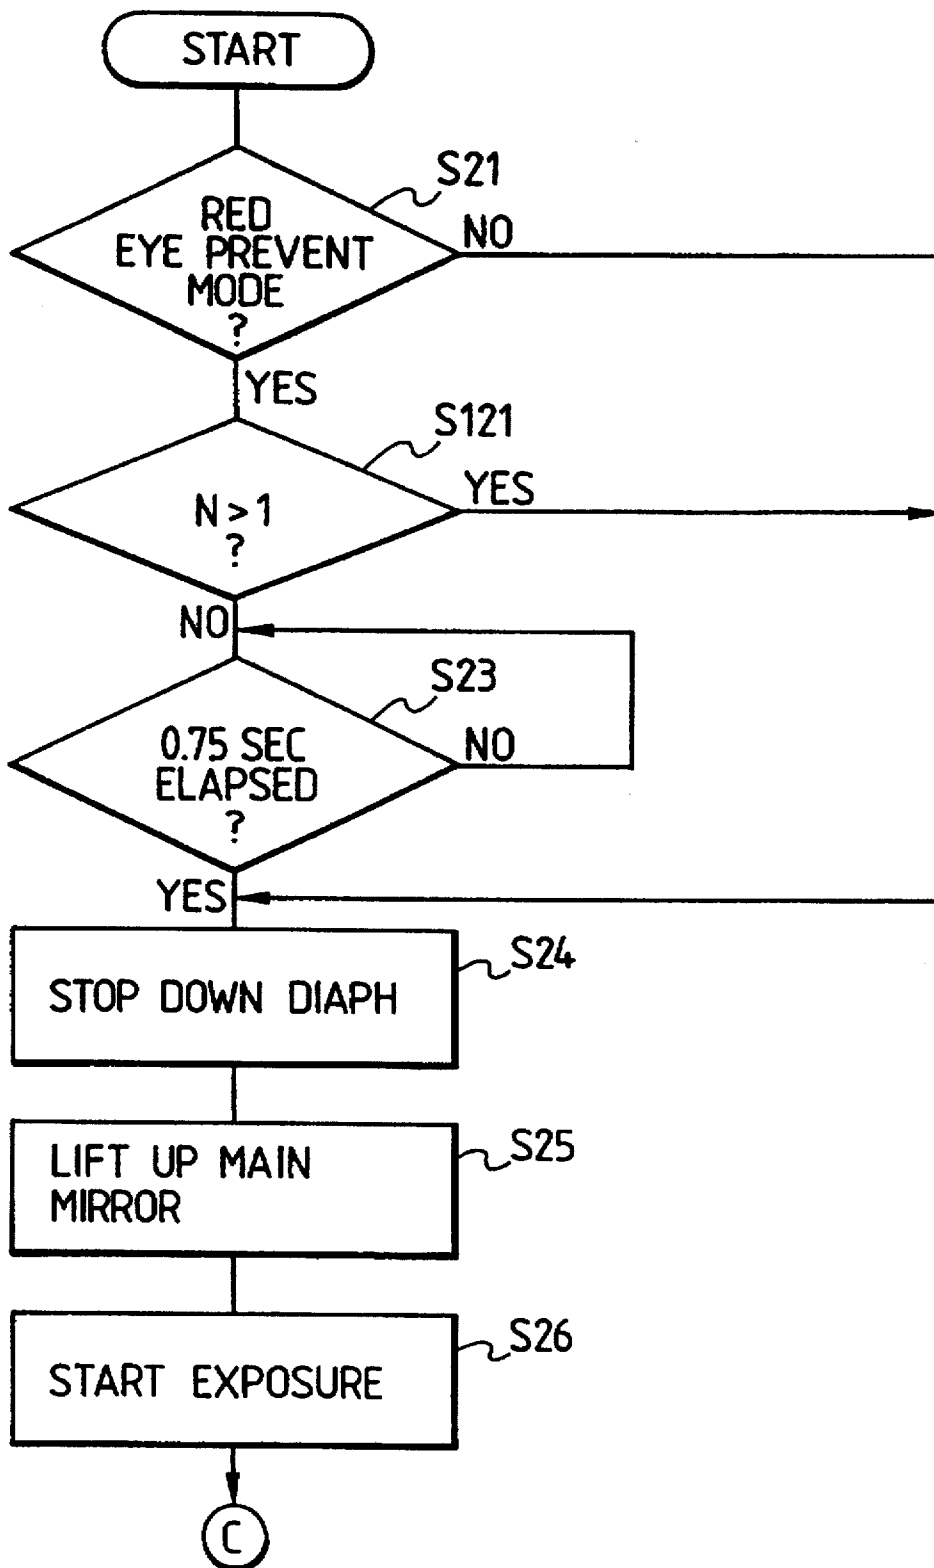 START
S21
RED
EYE PREVENT
MODE
?
NO
YES
S121
N > 1
?
YES
NO
S23
0.75 SEC
ELAPSED
?
NO
YES
S24
STOP DOWN DIAPH
S25
LIFT UP MAIN
MIRROR
S26
START EXPOSURE
C